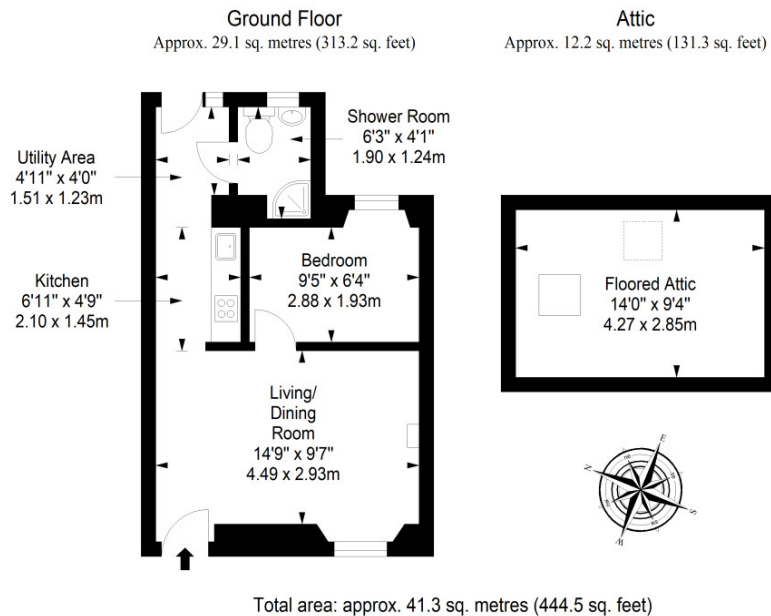 Ground Floor
Approx. 29.1 sq. metres (313.2 sq. feet)
Attic
Approx. 12.2 sq. metres (131.3 sq. feet)
Shower Room
6'3" x 4'1"
1.90 x 1.24m
Utility Area
4'11" x 4'0"
1.51 x 1.23m
Bedroom
9'5" x 6'4"
2.88 x 1.93m
Kitchen
6'11" x 4'9"
2.10 x 1.45m
Floored Attic
14'0" x 9'4"
4.27 x 2.85m
Living/
Dining
Room
14'9" x 9'7"
4.49 x 2.93m
E
N
S
W
Total area: approx. 41.3 sq. metres (444.5 sq. feet)